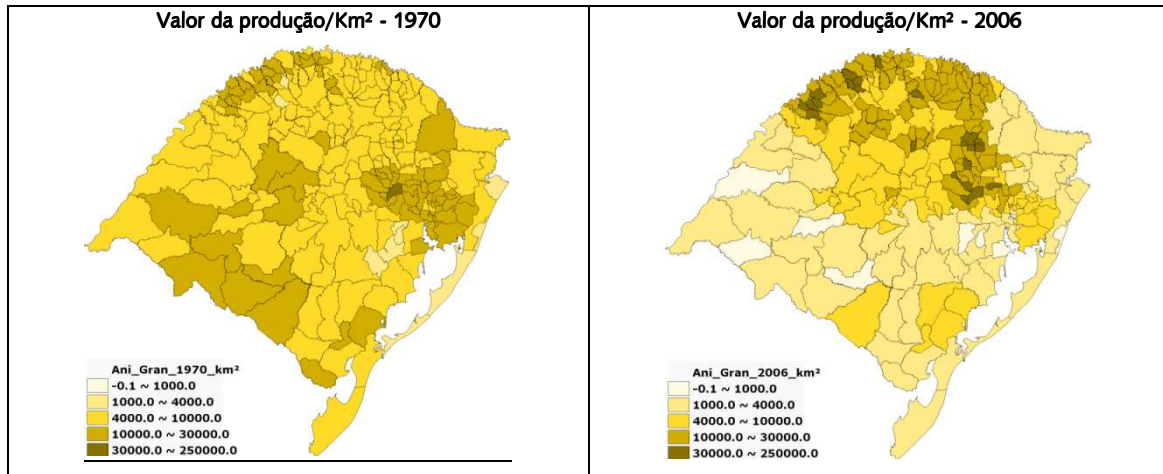 Valor da produção/Km² - 1970
Ani_Gran_1970_km²
-0.1 ~ 1000.0
1000.0 ~ 4000.0
4000.0 ~ 10000.0
10000.0 ~ 30000.0
30000.0 ~ 250000.0
Valor da produção/Km² - 2006
Ani_Gran_2006_km²
-0.1 ~ 1000.0
1000.0 ~ 4000.0
4000.0 ~ 10000.0
10000.0 ~ 30000.0
30000.0 ~ 250000.0